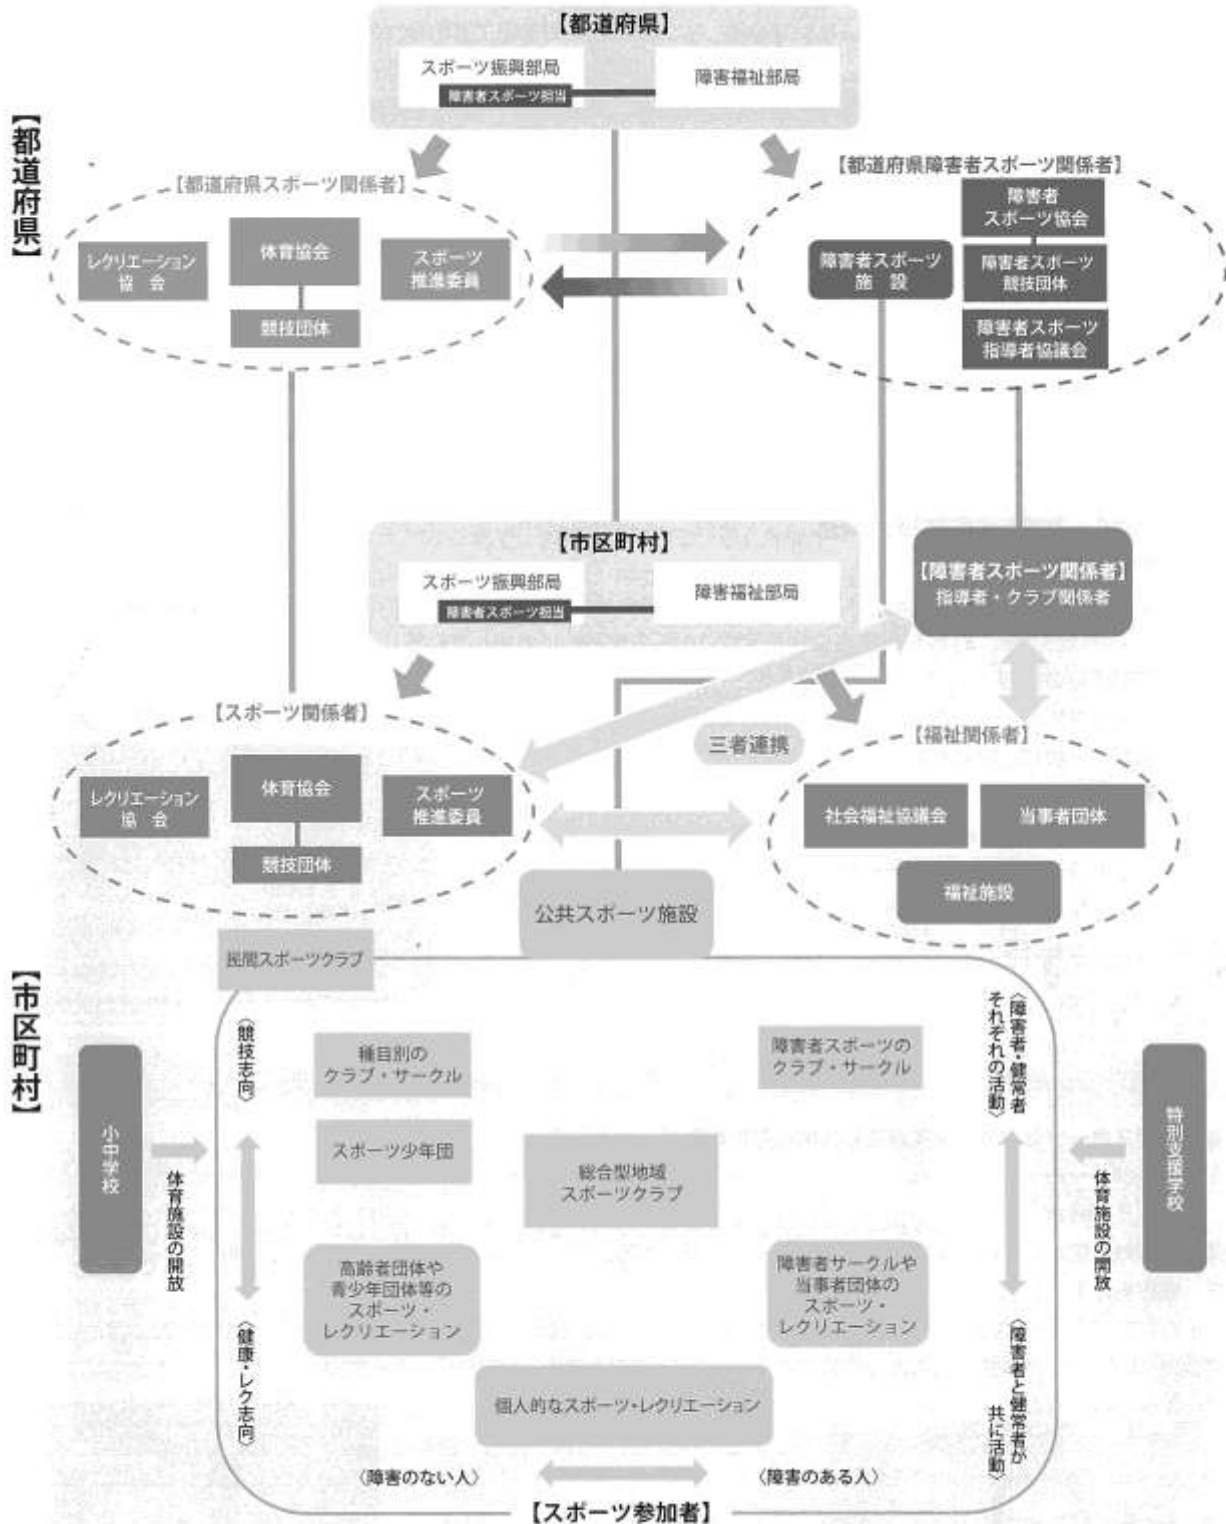 【都道府県】
スポーツ振興部局
障害者スポーツ担当
障害福祉部局
【都道府県】
【都道府県スポーツ関係者】
レクリエーション
協 会
体育協会
競技団体
スポーツ
推進委員
【都道府県障害者スポーツ関係者】
障害者
スポーツ協会
障害者スポーツ
施 設
障害者スポーツ
競技団体
障害者スポーツ
指導者協議会
【市区町村】
スポーツ振興部局
障害者スポーツ担当
障害福祉部局
【障害者スポーツ関係者】
指導者・クラブ関係者
【スポーツ関係者】
レクリエーション
協 会
体育協会
競技団体
スポーツ
推進委員
三者連携
【福祉関係者】
社会福祉協議会
当事者団体
福祉施設
公共スポーツ施設
民間スポーツクラブ
【市区町村】
小中学校
体育施設の開放
〈競技志向〉
〈健康・レク志向〉
種目別の
クラブ・サークル
スポーツ少年団
高齢者団体や
青少年団体等の
スポーツ・
レクリエーション
総合型地域
スポーツクラブ
障害者スポーツの
クラブ・サークル
障害者サークルや
当事者団体の
スポーツ・
レクリエーション
個人的なスポーツ・レクリエーション
〈障害者・健常者
それぞれの活動〉
〈障害者と健常者が
共に活動〉
体育施設の開放
特別支援学校
〈障害のない人〉
〈障害のある人〉
【スポーツ参加者】